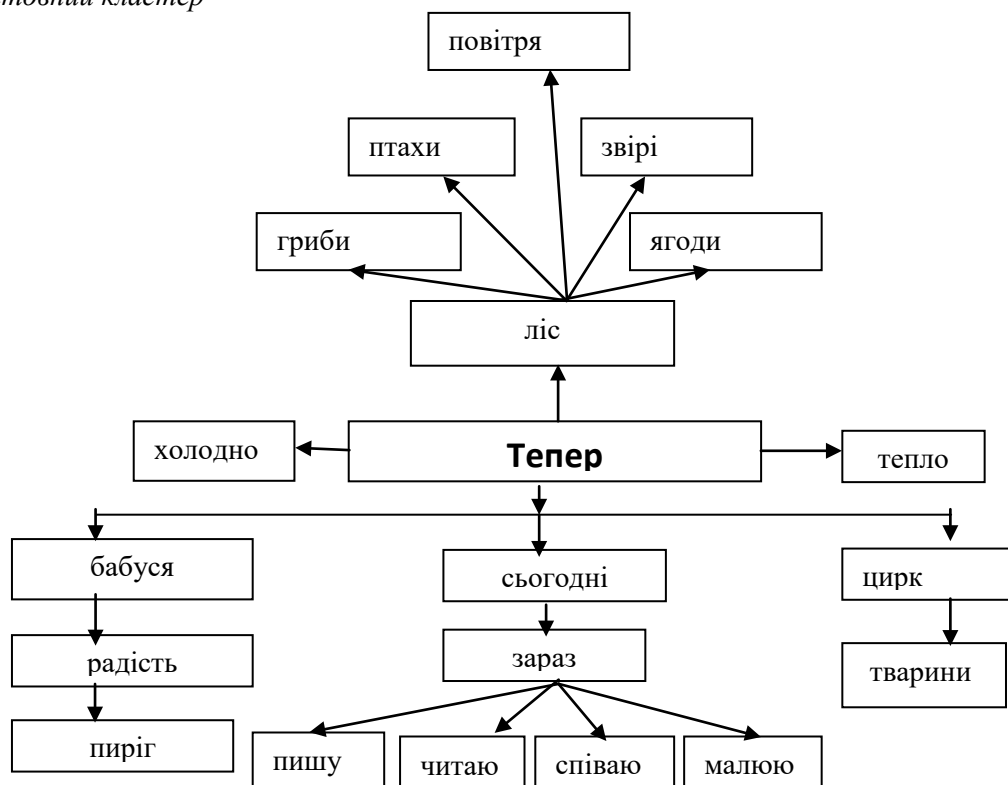 кластер
повітря
птахи
звірі
гриби
ягоди
ліс
холодно
Тепер
тепло
бабуся
сьогодні
цирк
радість
зараз
тварини
пиріг
пишу
читаю
співаю
малюю